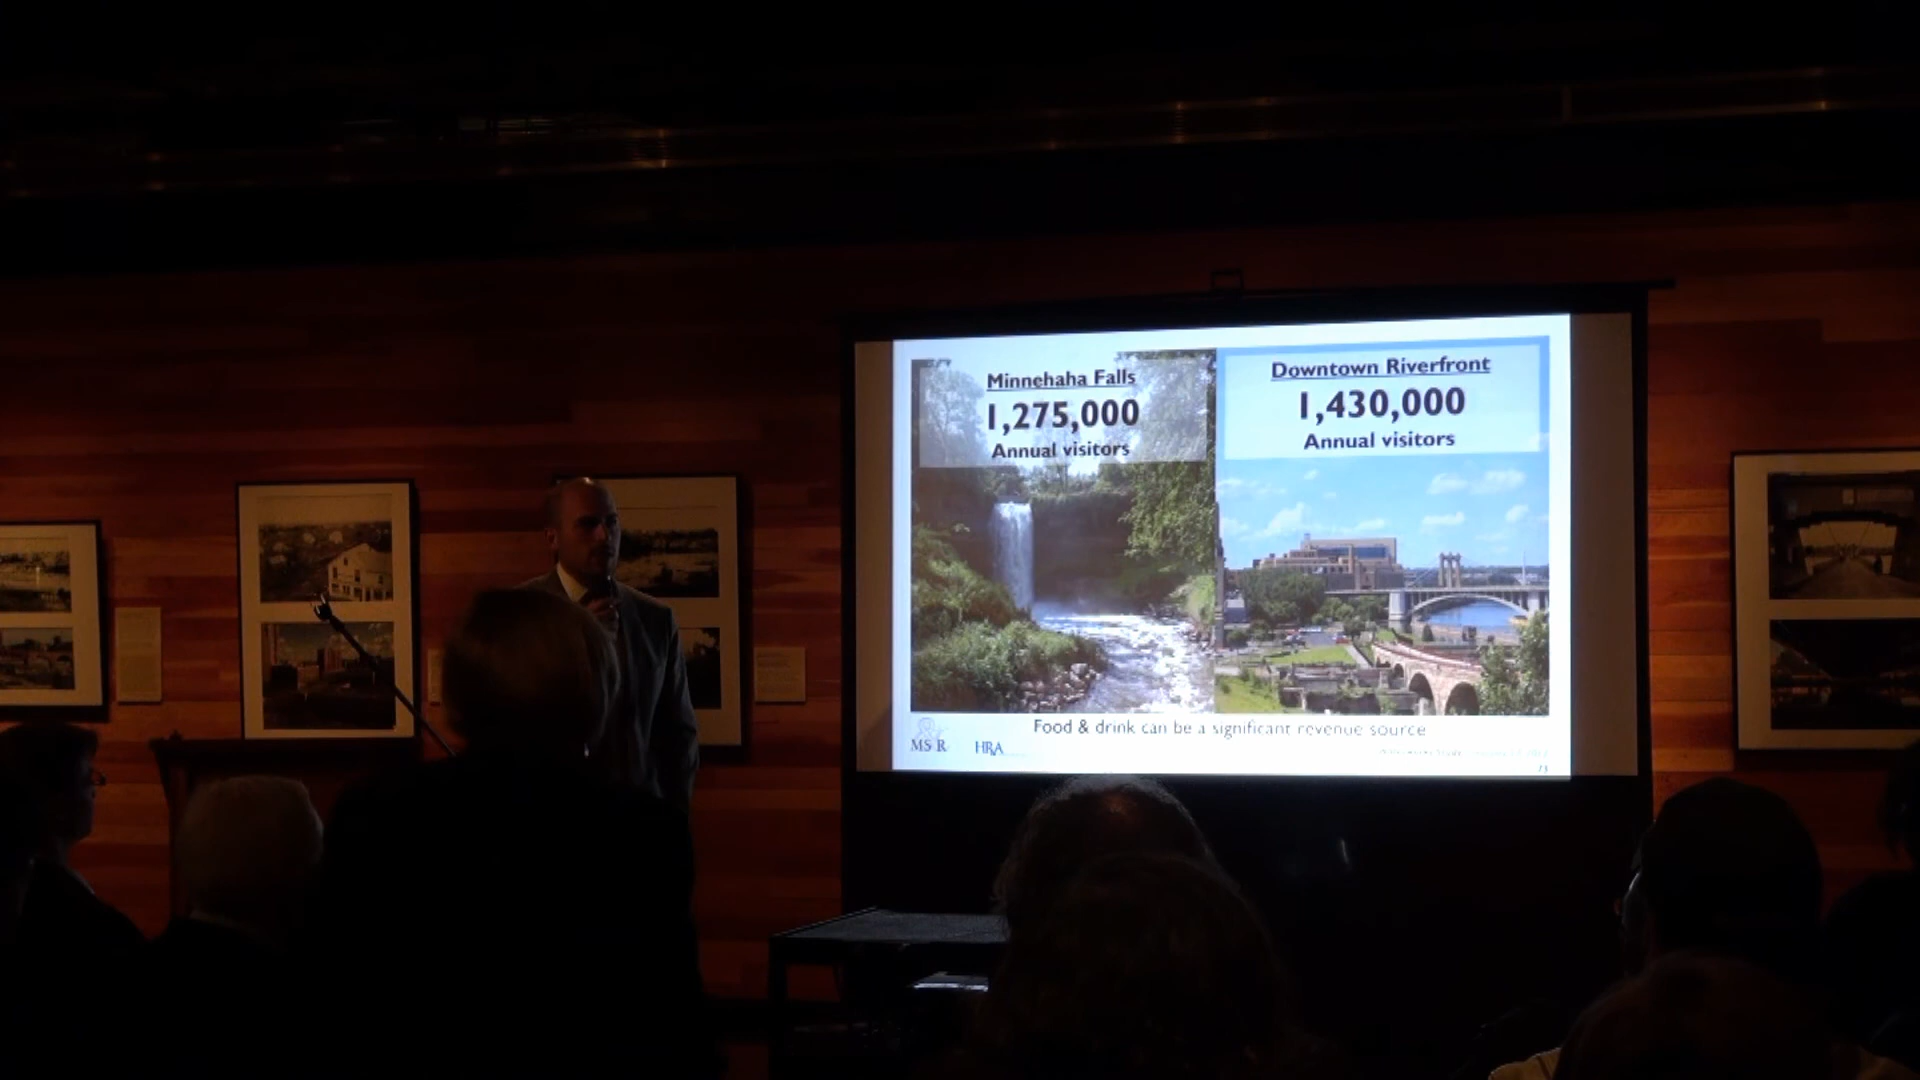 Minnehaha Falls
1,275,000
Annual visitors
Downtown Riverfront
1,430,000
Annual visitors
Food & drink can be a significant revenue source
MS R
HRA